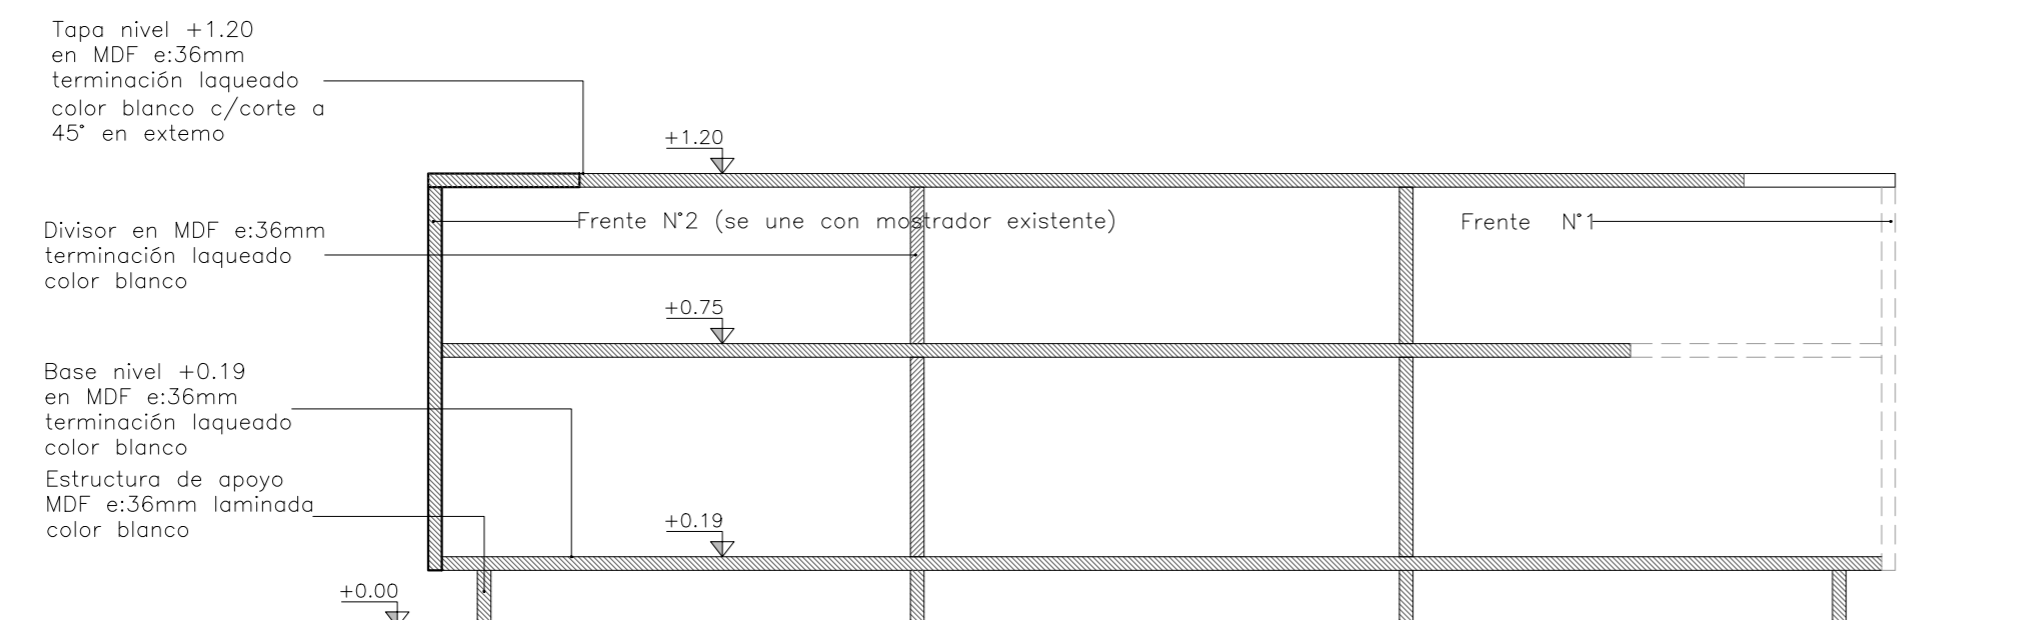 Tapa nivel +1.20
en MDF e:36mm
terminación laqueado
color blanco c/corte a
45° en extemo
+1.20
Frente N°2 (se une con mostrador existente)
Frente N°1
Divisor en MDF e:36mm
terminación laqueado
color blanco
+0.75
Base nivel +0.19
en MDF e:36mm
terminación laqueado
color blanco
Estructura de apoyo
MDF e:36mm laminada
color blanco
+0.19
+0.00